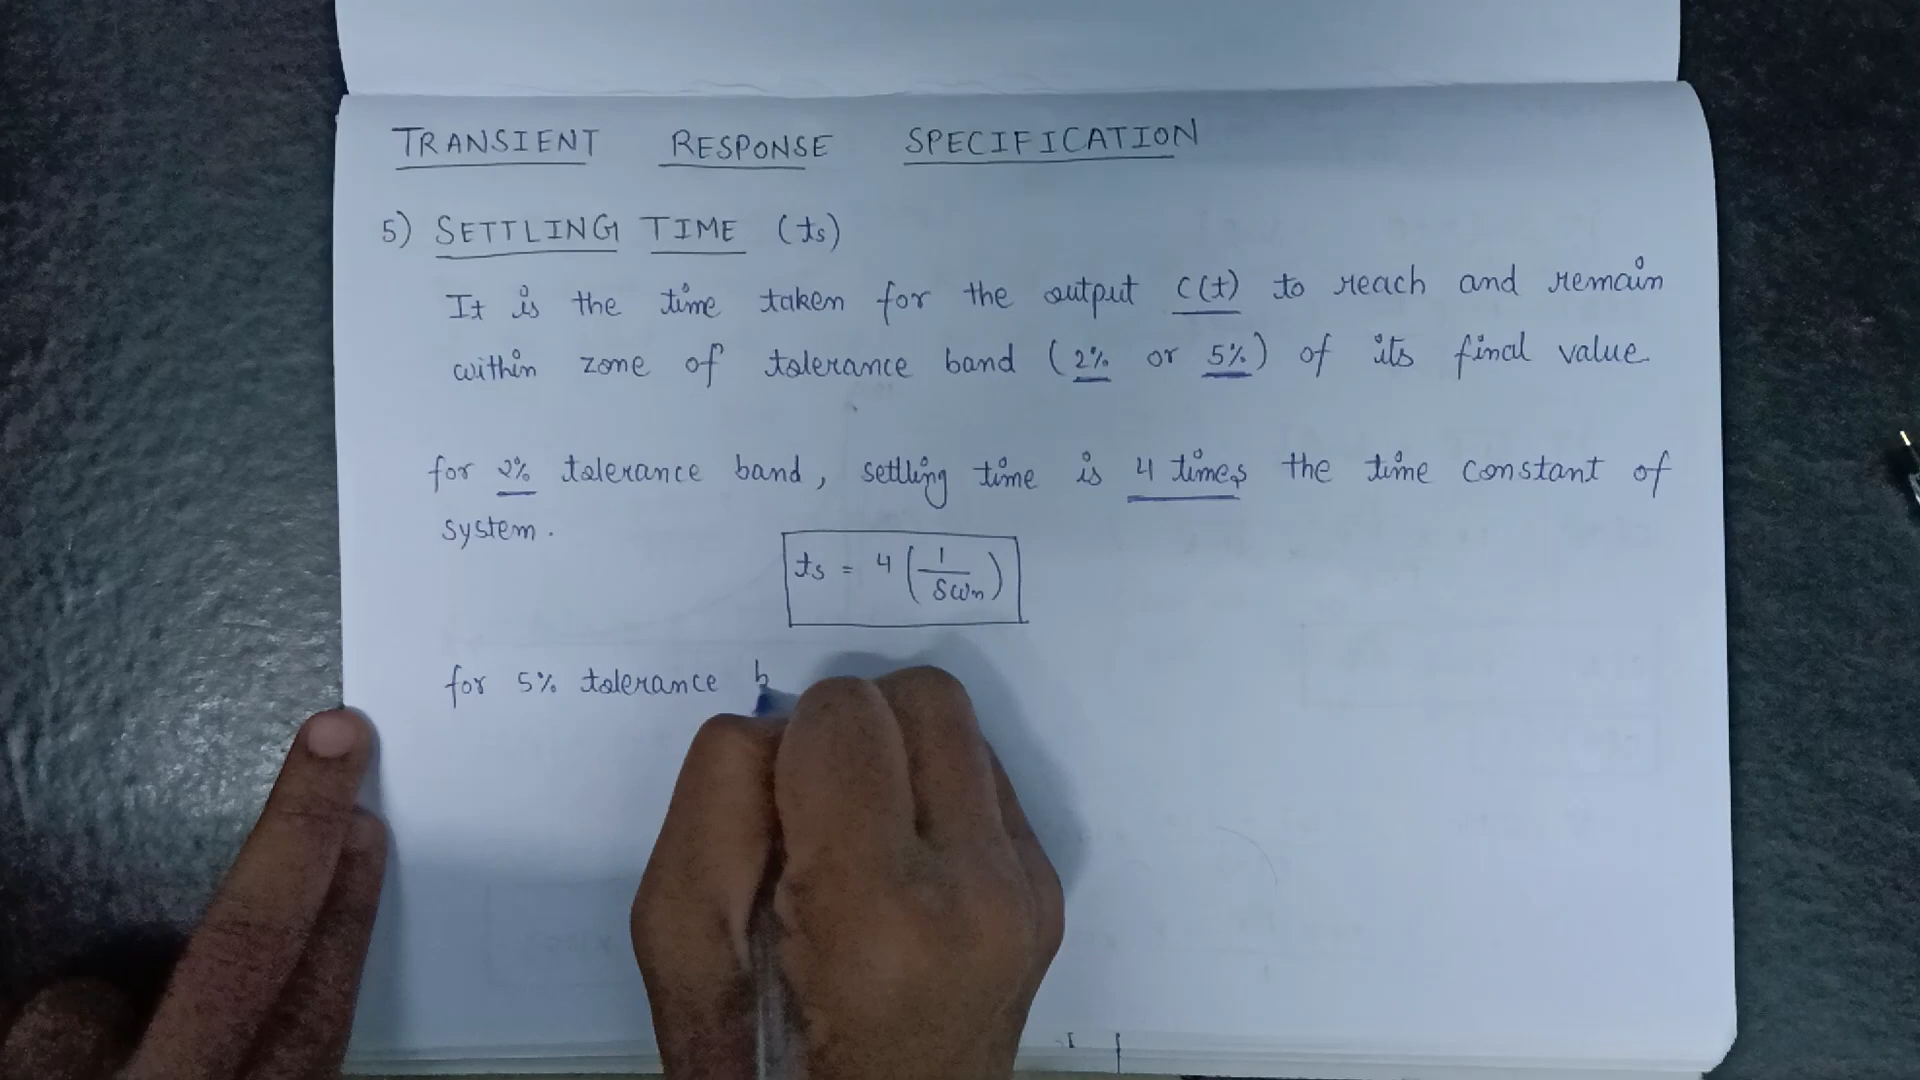 TRANSIENT RESPONSE SPECIFICATION
5) SETTLING TIME (ts)
It is the time taken for the output c(t) to reach and remain
within zone of tolerance band (2% or 5%) of its final value
for 2% tolerance band, settling time is 4 times the time constant of
system.
ts = 4 (1/δωn)
for 5% tolerance b